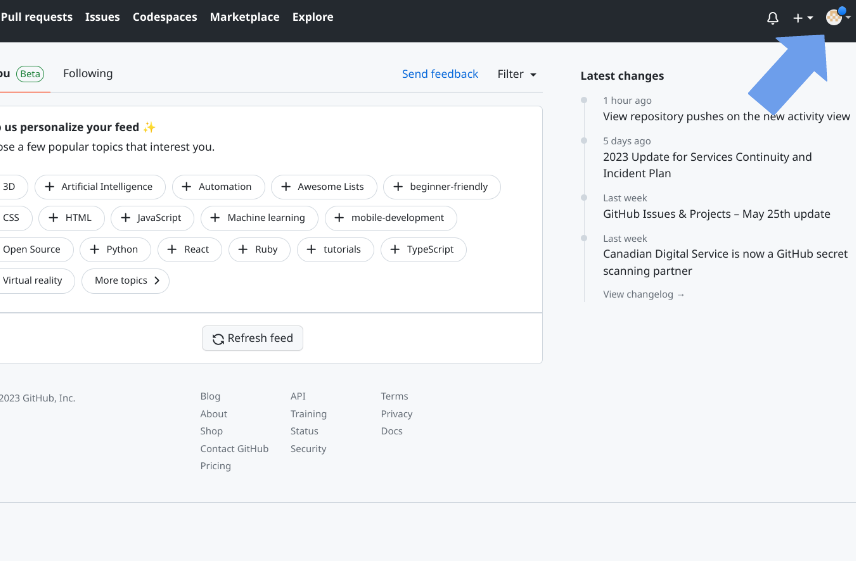 Pull requests Issues Codespaces Marketplace Explore
ou Beta Following Send feedback Filter
us personalize your feed ✨
ose a few popular topics that interest you.
3D + Artificial Intelligence + Automation + Awesome Lists + beginner-friendly
CSS + HTML + JavaScript + Machine learning + mobile-development
Open Source + Python + React + Ruby + tutorials + TypeScript
Virtual reality More topics >
Refresh feed
Latest changes
1 hour ago
View repository pushes on the new activity view
5 days ago
2023 Update for Services Continuity and
Incident Plan
Last week
GitHub Issues & Projects – May 25th update
Last week
Canadian Digital Service is now a GitHub secret
scanning partner
View changelog →
2023 GitHub, Inc.
Blog
About
Shop
Contact GitHub
Pricing
API
Training
Status
Security
Terms
Privacy
Docs